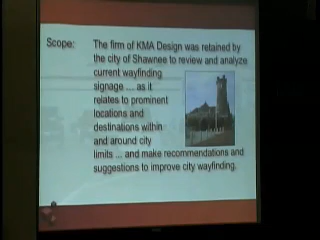 Scope: The firm of KMA Design was retained by
the city of Shawnee to review and analyze
current wayfinding
signage ... as it
relates to prominent
locations and
destinations within
and around city
limits ... and make recommendations and
suggestions to improve city wayfinding.